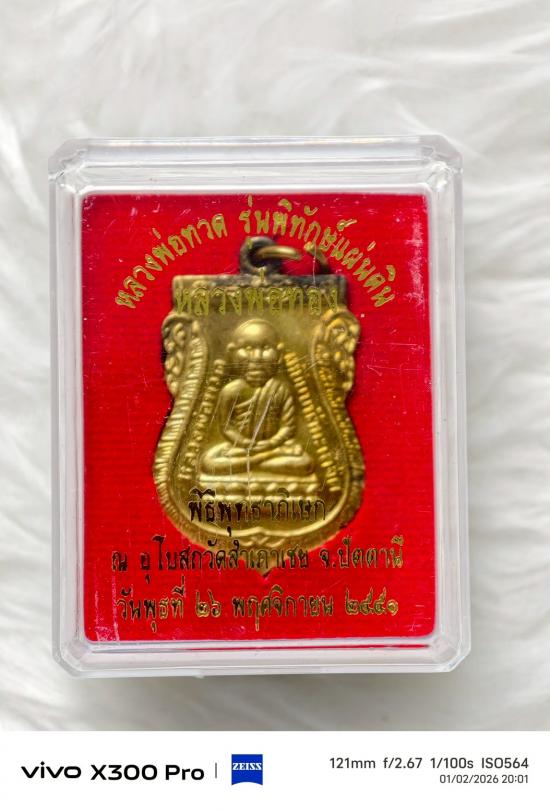 หลวงพ่อทวด รุ่นพิทักษ์แผ่นดิน
หลวงพ่อทอง
พิธีพุทธาภิเษก
ณ อุโบสถวัดสำเภาเชย จ.ปัตตานี
วันพุธที่ ๒๖ พฤศจิกายน ๒๕๕๑
vivo X300 Pro | ZEISS
121mm f/2.67 1/100s ISO564
01/02/2026 20:01